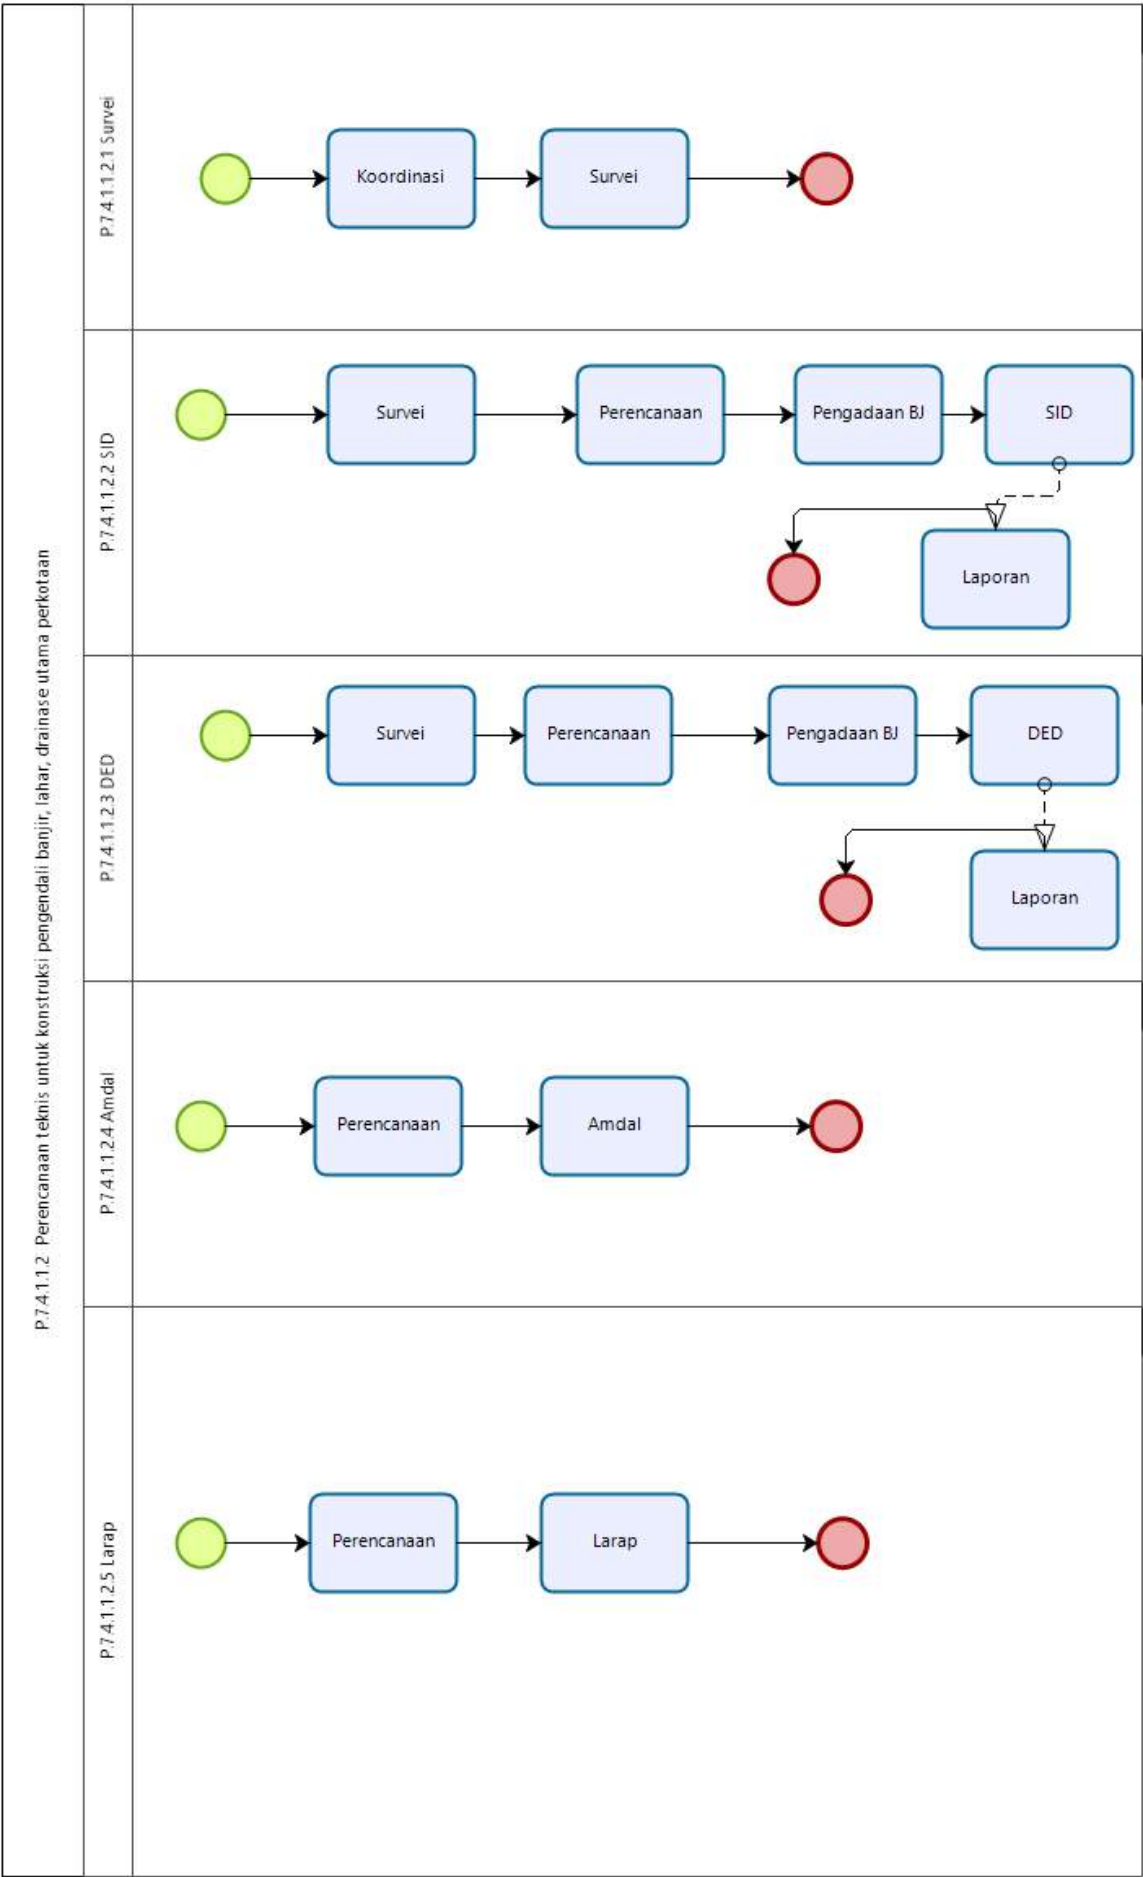 P.7.4.1.1.2 Perencanaan teknis untuk konstruksi pengendali banjir, lahar, drainase utama perkotaan
P.7.4.1.1.2.1 Survei
Koordinasi
Survei
P.7.4.1.1.2.2 SID
Survei
Perencanaan
Pengadaan BJ
SID
Laporan
P.7.4.1.1.2.3 DED
Survei
Perencanaan
Pengadaan BJ
DED
Laporan
P.7.4.1.1.2.4 Amdal
Perencanaan
Amdal
P.7.4.1.1.2.5 Larap
Perencanaan
Larap